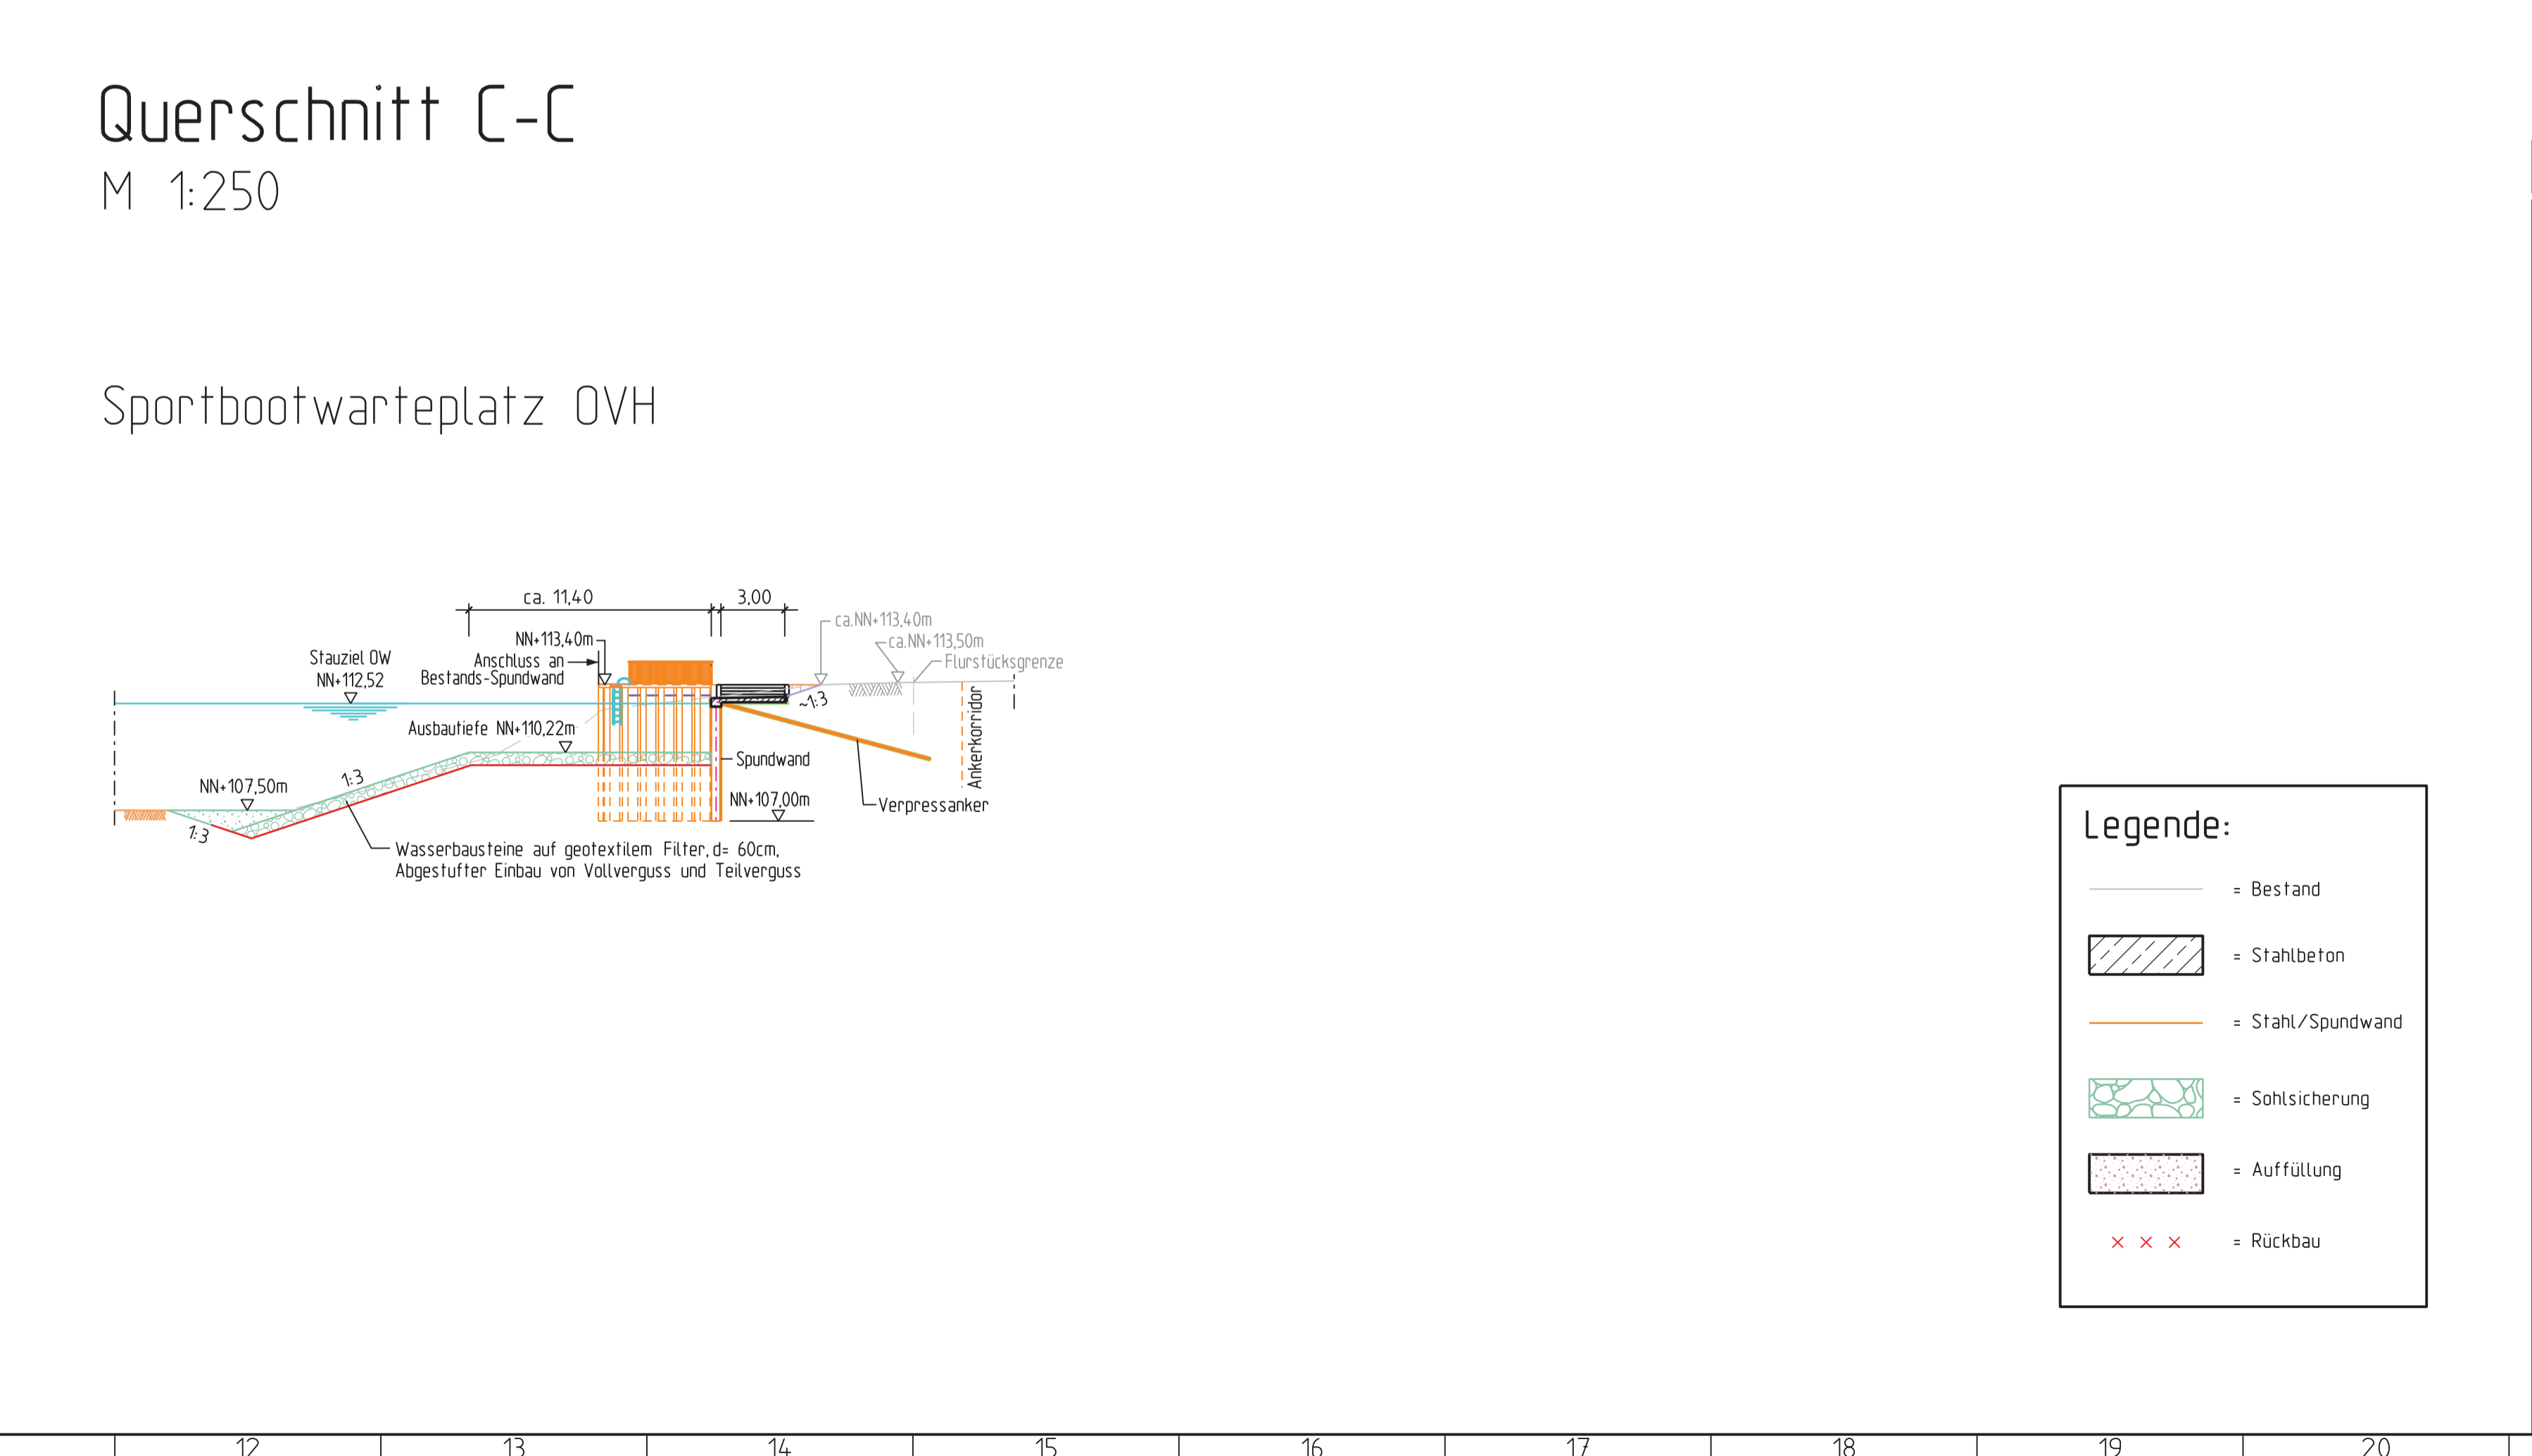 Querschnitt C-C
M 1:250
Sportbootwarteplatz OVH
ca. 11,40
3,00
NN+113,40m
Anschluss an
Bestands-Spundwand
Stauziel OW
NN+112,52
ca.NN+113,40m
ca.NN+113,50m
Flurstücksgrenze
~1:3
Ankerkorridor
Ausbautiefe NN+110,22m
Spundwand
NN+107,50m
1:3
1:3
NN+107,00m
Verpressanker
Wasserbausteine auf geotextilem Filter, d= 60cm,
Abgestufter Einbau von Vollverguss und Teilverguss
Legende:
= Bestand
= Stahlbeton
= Stahl/Spundwand
= Sohlsicherung
= Auffüllung
= Rückbau
12 13 14 15 16 17 18 19 20